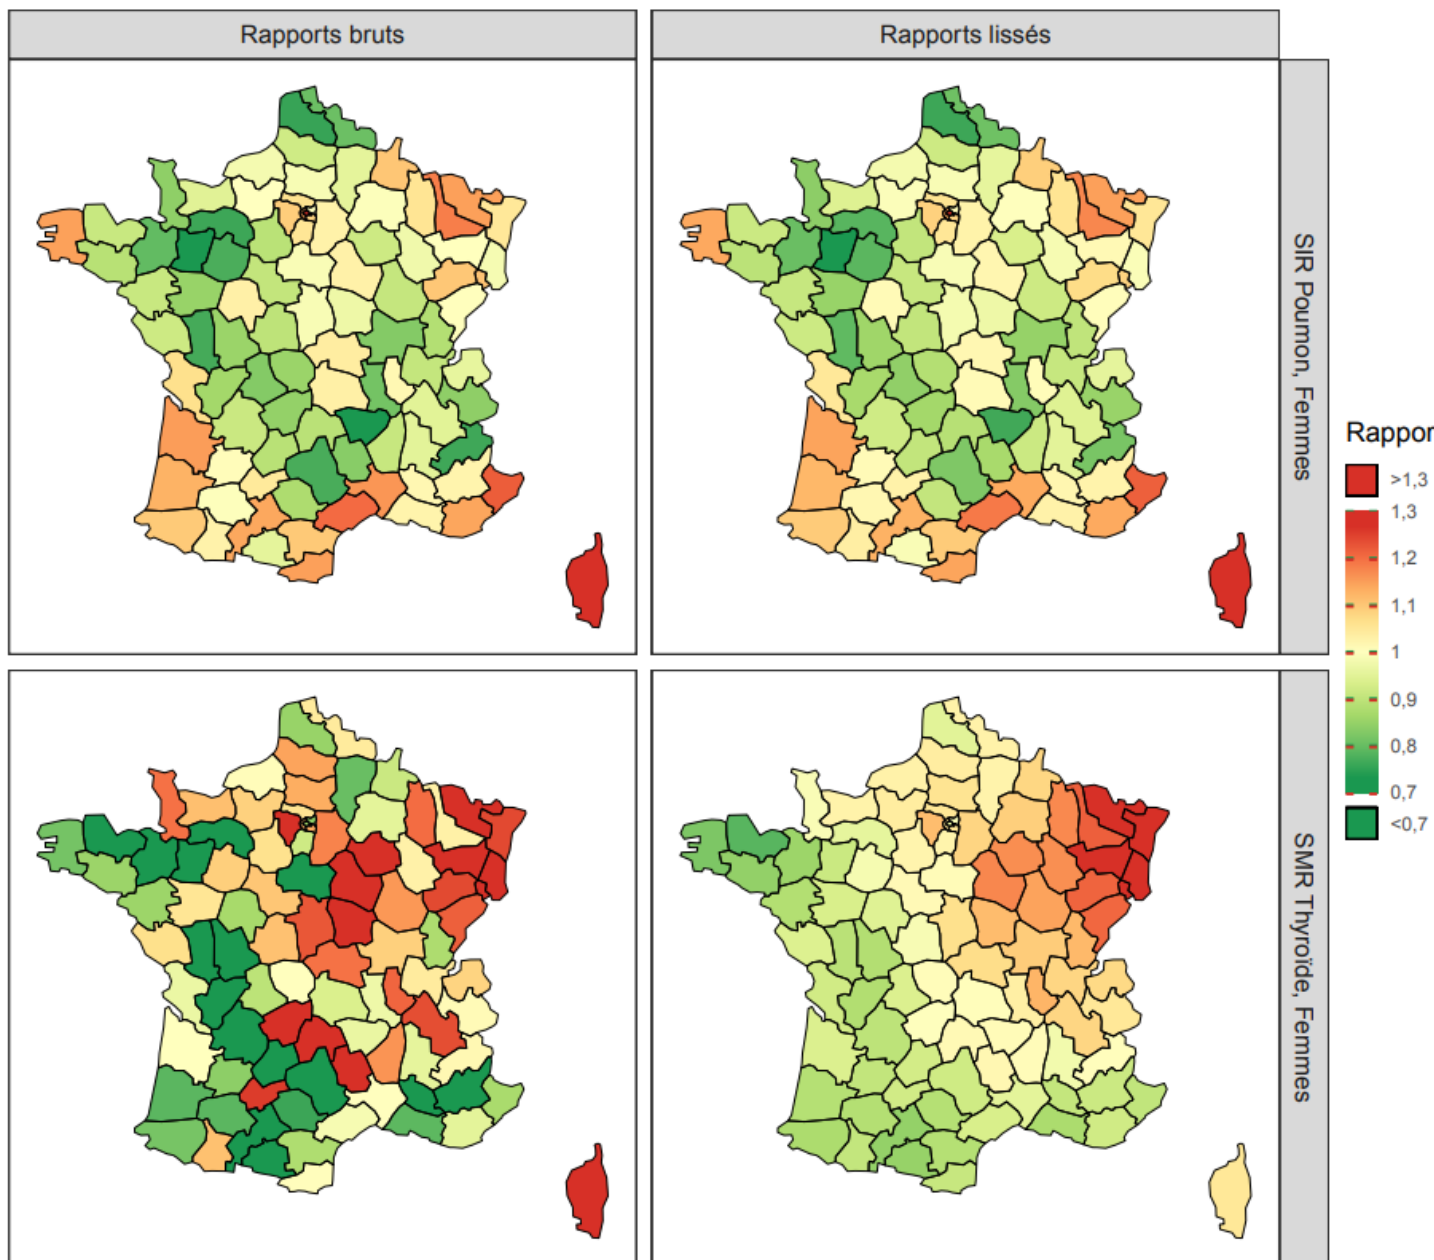 Rapports bruts
Rapports lissés
SIR Poumon, Femmes
SMR Thyroïde, Femmes
Rappor
>1,3
1,3
1,2
1,1
1
0,9
0,8
0,7
<0,7